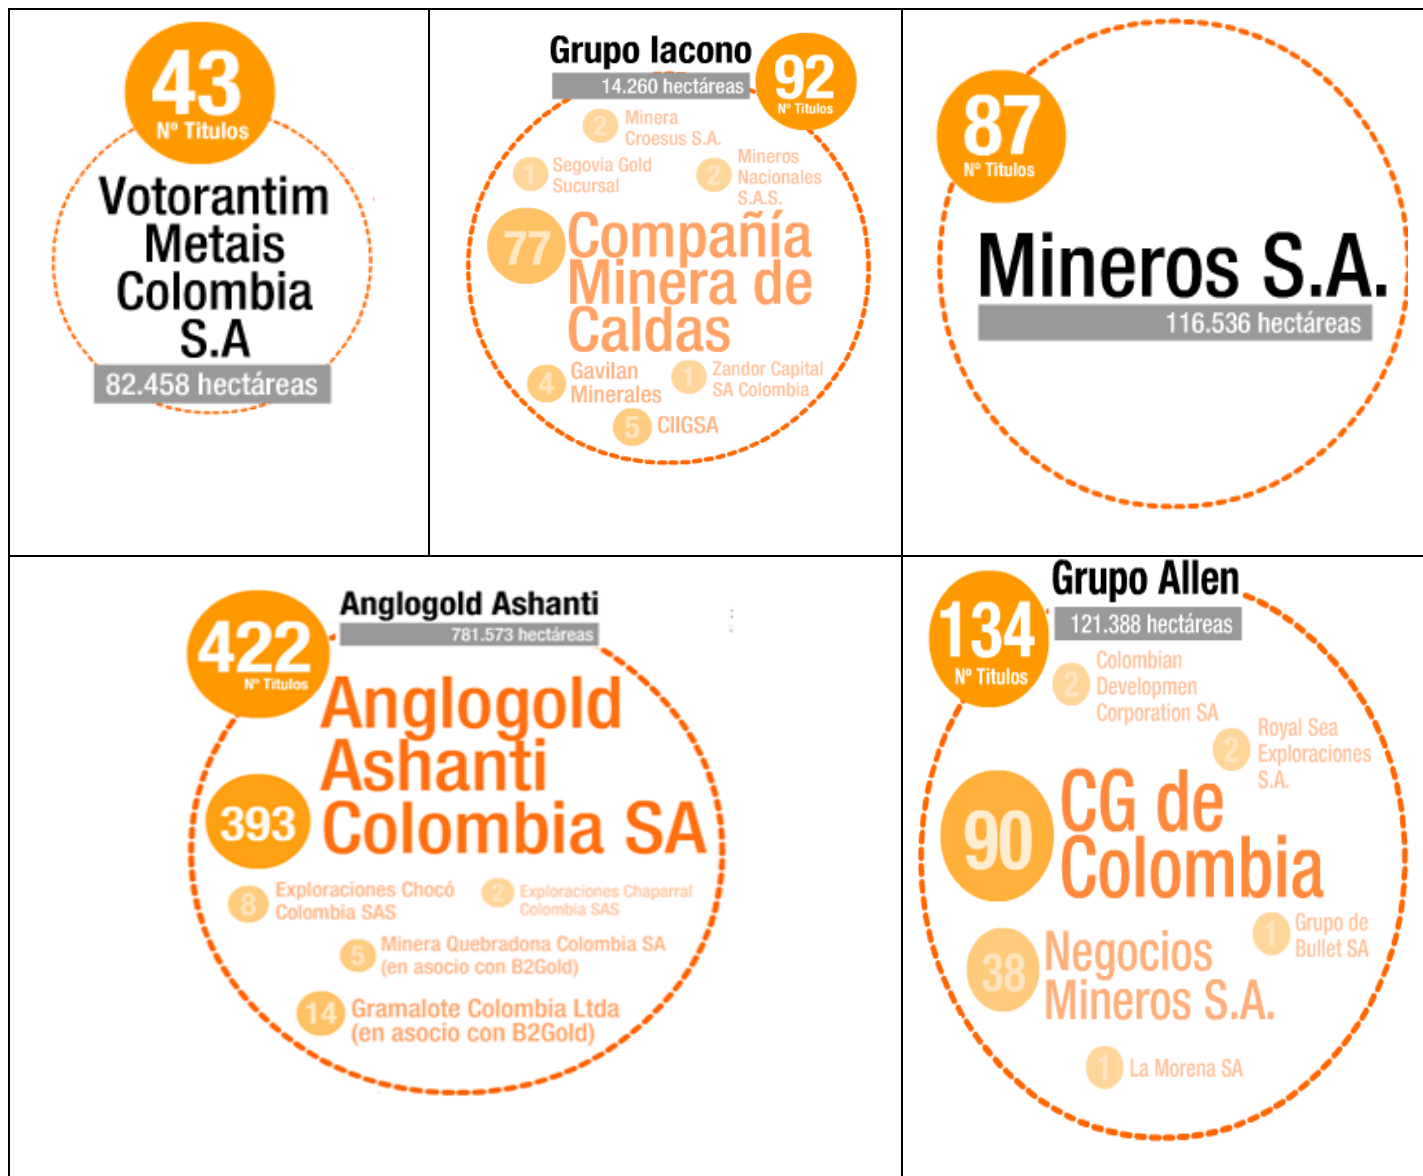 43
Nº Titulos
Votorantim
Metais
Colombia
S.A
82.458 hectáreas
Grupo Iacono
14.260 hectáreas
92
Nº Titulos
2
Minera
Croesus S.A.
1
Segovia Gold
Sucursal
2
Mineros
Nacionales
S.A.S.
77
Compañía
Minera de
Caldas
4
Gavilan
Minerales
1
Zandor Capital
SA Colombia
5
CIIGSA
87
Nº Titulos
Mineros S.A.
116.536 hectáreas
422
Nº Titulos
Anglogold Ashanti
781.573 hectáreas
Anglogold
Ashanti
Colombia SA
393
8
Exploraciones Chocó
Colombia SAS
2
Exploraciones Chaparral
Colombia SAS
5
Minera Quebradona Colombia SA
(en asocio con B2Gold)
14
Gramalote Colombia Ltda
(en asocio con B2Gold)
134
Nº Titulos
Grupo Allen
121.388 hectáreas
2
Colombian
Developmen
Corporation SA
2
Royal Sea
Exploraciones
S.A.
90
CG de
Colombia
1
Grupo de
Bullet SA
38
Negocios
Mineros S.A.
1
La Morena SA